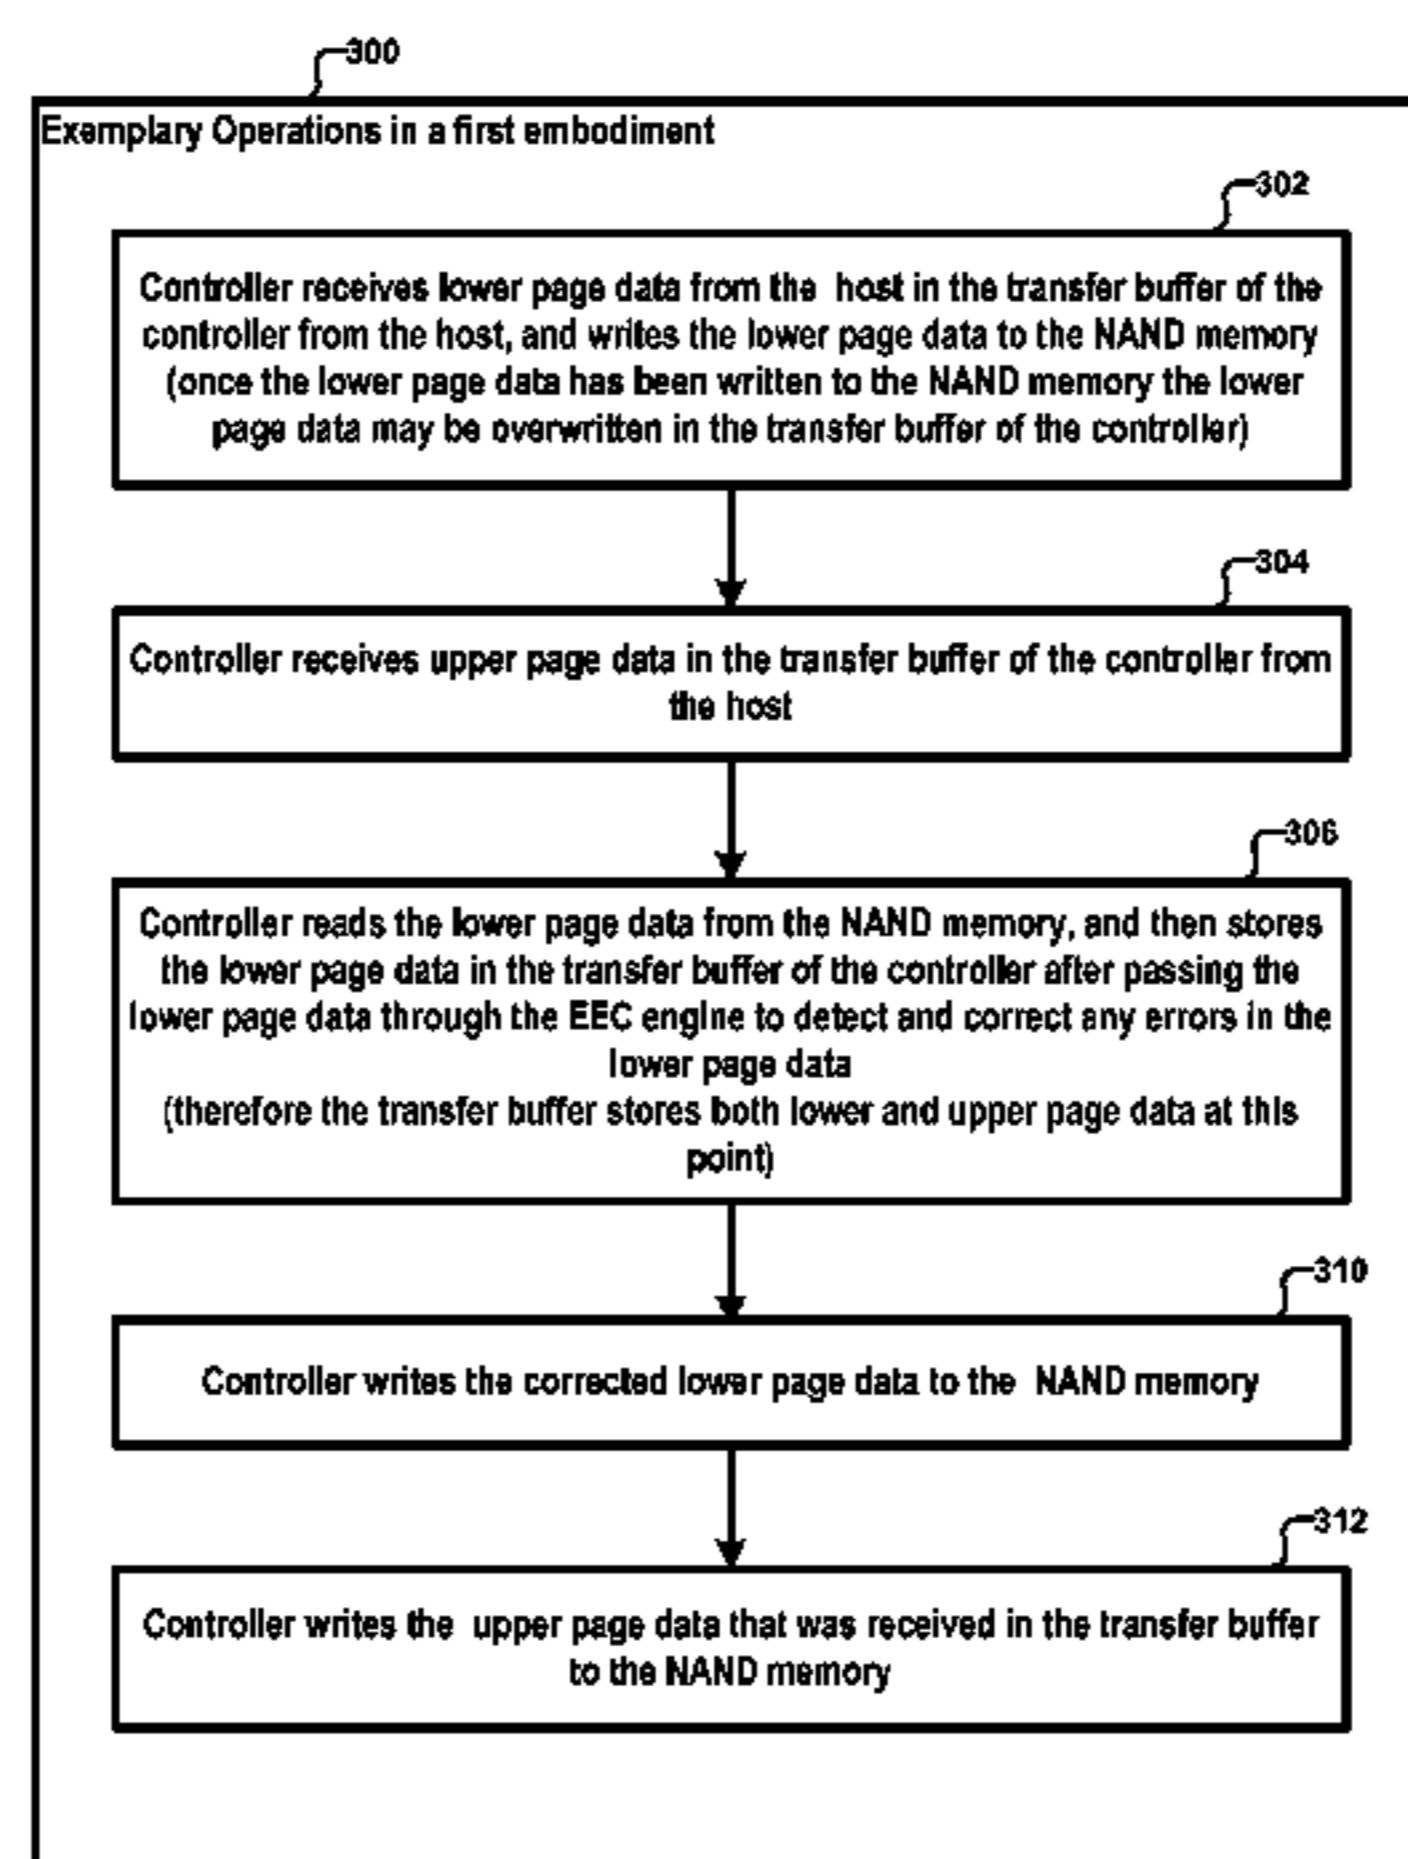 300
Exemplary Operations in a first embodiment
302
Controller receives lower page data from the host in the transfer buffer of the
controller from the host, and writes the lower page data to the NAND memory
(once the lower page data has been written to the NAND memory the lower
page data may be overwritten in the transfer buffer of the controller)
304
Controller receives upper page data in the transfer buffer of the controller from
the host
306
Controller reads the lower page data from the NAND memory, and then stores
the lower page data in the transfer buffer of the controller after passing the
lower page data through the EEC engine to detect and correct any errors in the
lower page data
(therefore the transfer buffer stores both lower and upper page data at this
point)
310
Controller writes the corrected lower page data to the NAND memory
312
Controller writes the upper page data that was received in the transfer buffer
to the NAND memory